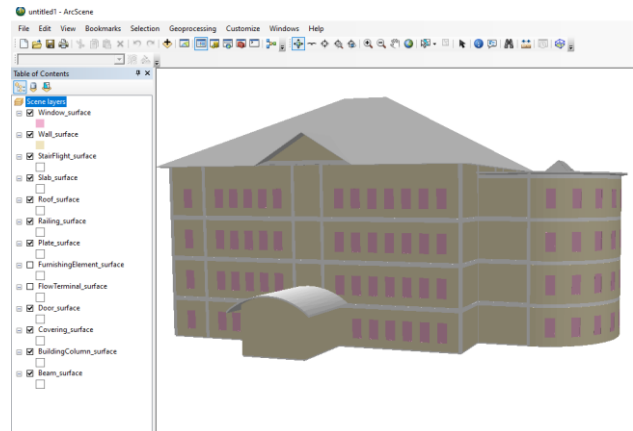 untitled1 - ArcScene
File Edit View Bookmarks Selection Geoprocessing Customize Windows Help
Table of Contents
Scene layers
Window_surface
Wall_surface
StairFlight_surface
Slab_surface
Roof_surface
Railing_surface
Plate_surface
FurnishingElement_surface
FlowTerminal_surface
Door_surface
Covering_surface
BuildingColumn_surface
Beam_surface